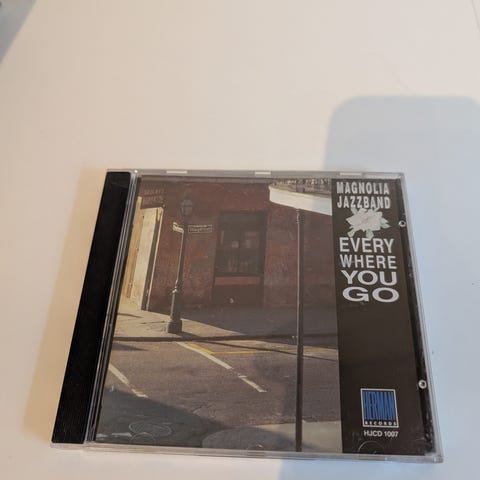 MAGNOLIA
JAZZBAND
EVERY
WHERE
YOU
GO
HERMAN
RECORDS
HJCD 1007